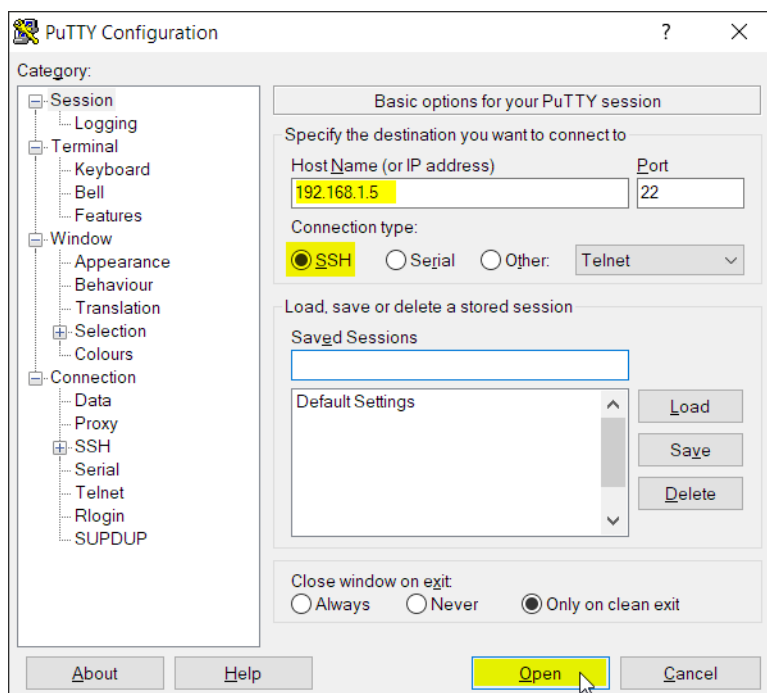 PuTTY Configuration ?
Category:
Session
Logging
Terminal
Keyboard
Bell
Features
Window
Appearance
Behaviour
Translation
Selection
Colours
Connection
Data
Proxy
SSH
Serial
Telnet
Rlogin
SUPDUP
Basic options for your PuTTY session
Specify the destination you want to connect to
Host Name (or IP address) Port
192.168.1.5 22
Connection type:
SSH Serial Other: Telnet
Load, save or delete a stored session
Saved Sessions
Default Settings
Load
Save
Delete
Close window on exit:
Always Never Only on clean exit
About Help Open Cancel